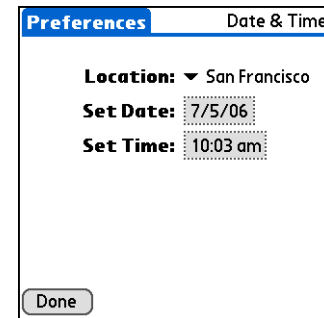 Preferences Date & Time
Location: San Francisco
Set Date: 7/5/06
Set Time: 10:03 am
Done